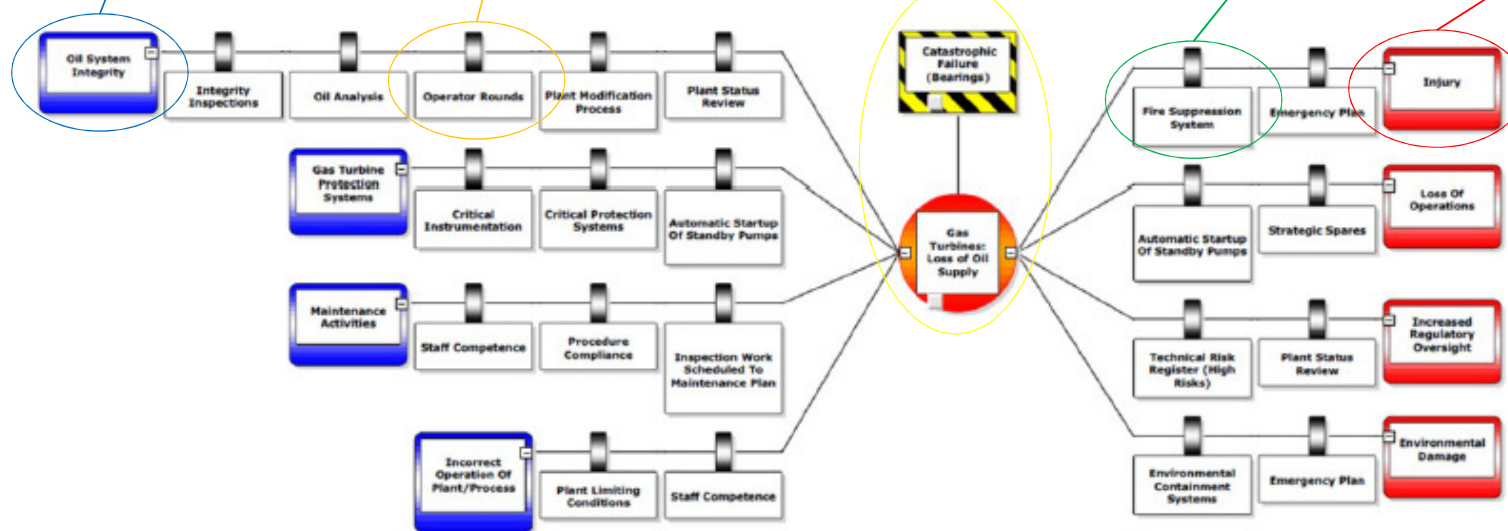 Oil System
Integrity
Integrity
Inspections
Oil Analysis
Operator Rounds
Plant Modification
Process
Plant Status
Review
Catastrophic
Failure
(Bearings)
Fire Suppression
System
Emergency Plan
Injury
Gas Turbine
Protection
Systems
Critical
Instrumentation
Critical Protection
Systems
Automatic Startup
Of Standby Pumps
Gas
Turbines:
Loss of Oil
Supply
Automatic Startup
Of Standby Pumps
Strategic Spares
Loss Of
Operations
Maintenance
Activities
Staff Competence
Procedure
Compliance
Inspection Work
Scheduled To
Maintenance Plan
Technical Risk
Register (High
Risks)
Plant Status
Review
Increased
Regulatory
Oversight
Incorrect
Operation Of
Plant/Process
Plant Limiting
Conditions
Staff Competence
Environmental
Containment
Systems
Emergency Plan
Environmental
Damage